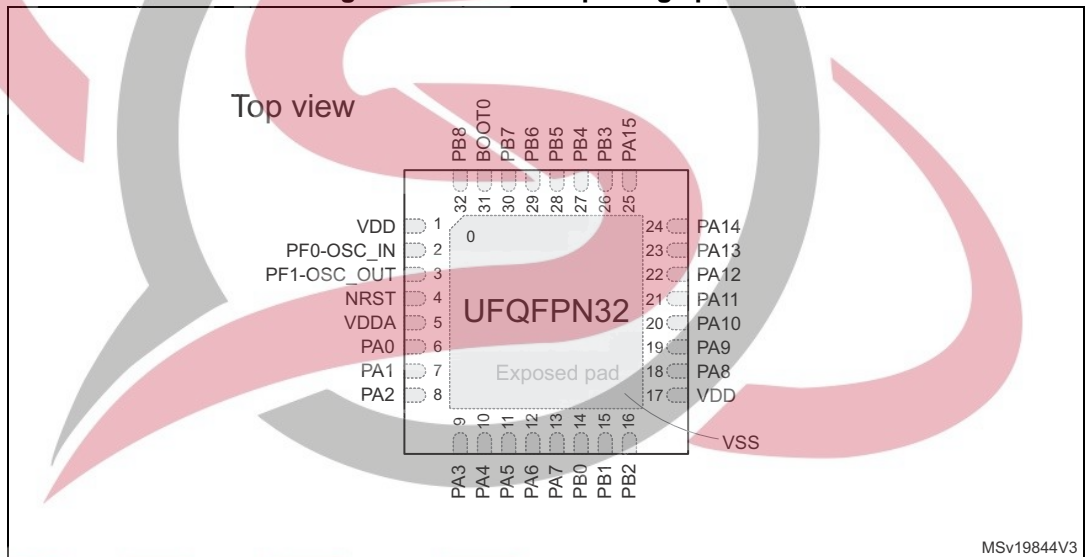 Top view
PB8
BOOT0
PB7
PB6
PB5
PB4
PB3
PA15
32
31
30
29
28
27
26
25
VDD 1
PF0-OSC_IN 2
PF1-OSC_OUT 3
NRST 4
VDDA 5
PA0 6
PA1 7
PA2 8
0
UFQFPN32
Exposed pad
24 PA14
23 PA13
22 PA12
21 PA11
20 PA10
19 PA9
18 PA8
17 VDD
9
10
11
12
13
14
15
16
VSS
PA3
PA4
PA5
PA6
PA7
PB0
PB1
PB2
MSv19844V3